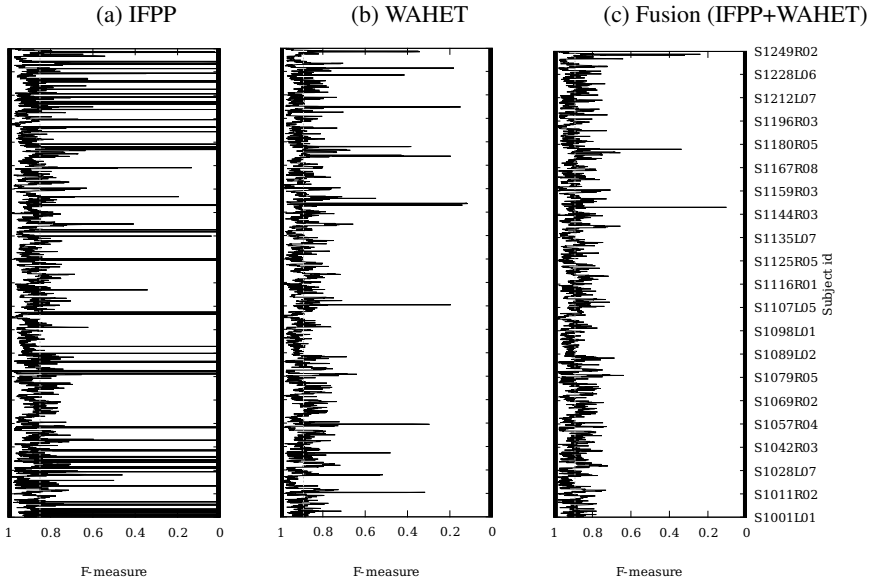 (a) IFPP
(b) WAHET
(c) Fusion (IFPP+WAHET)
S1249R02
S1228L06
S1212L07
S1196R03
S1180R05
S1167R08
S1159R03
S1144R03
S1135L07
S1125R05
S1116R01
S1107L05
S1098L01
S1089L02
S1079R05
S1069R02
S1057R04
S1042R03
S1028L07
S1011R02
S1001L01
Subject id
1 0.8 0.6 0.4 0.2 0
1 0.8 0.6 0.4 0.2 0
1 0.8 0.6 0.4 0.2 0
F-measure
F-measure
F-measure